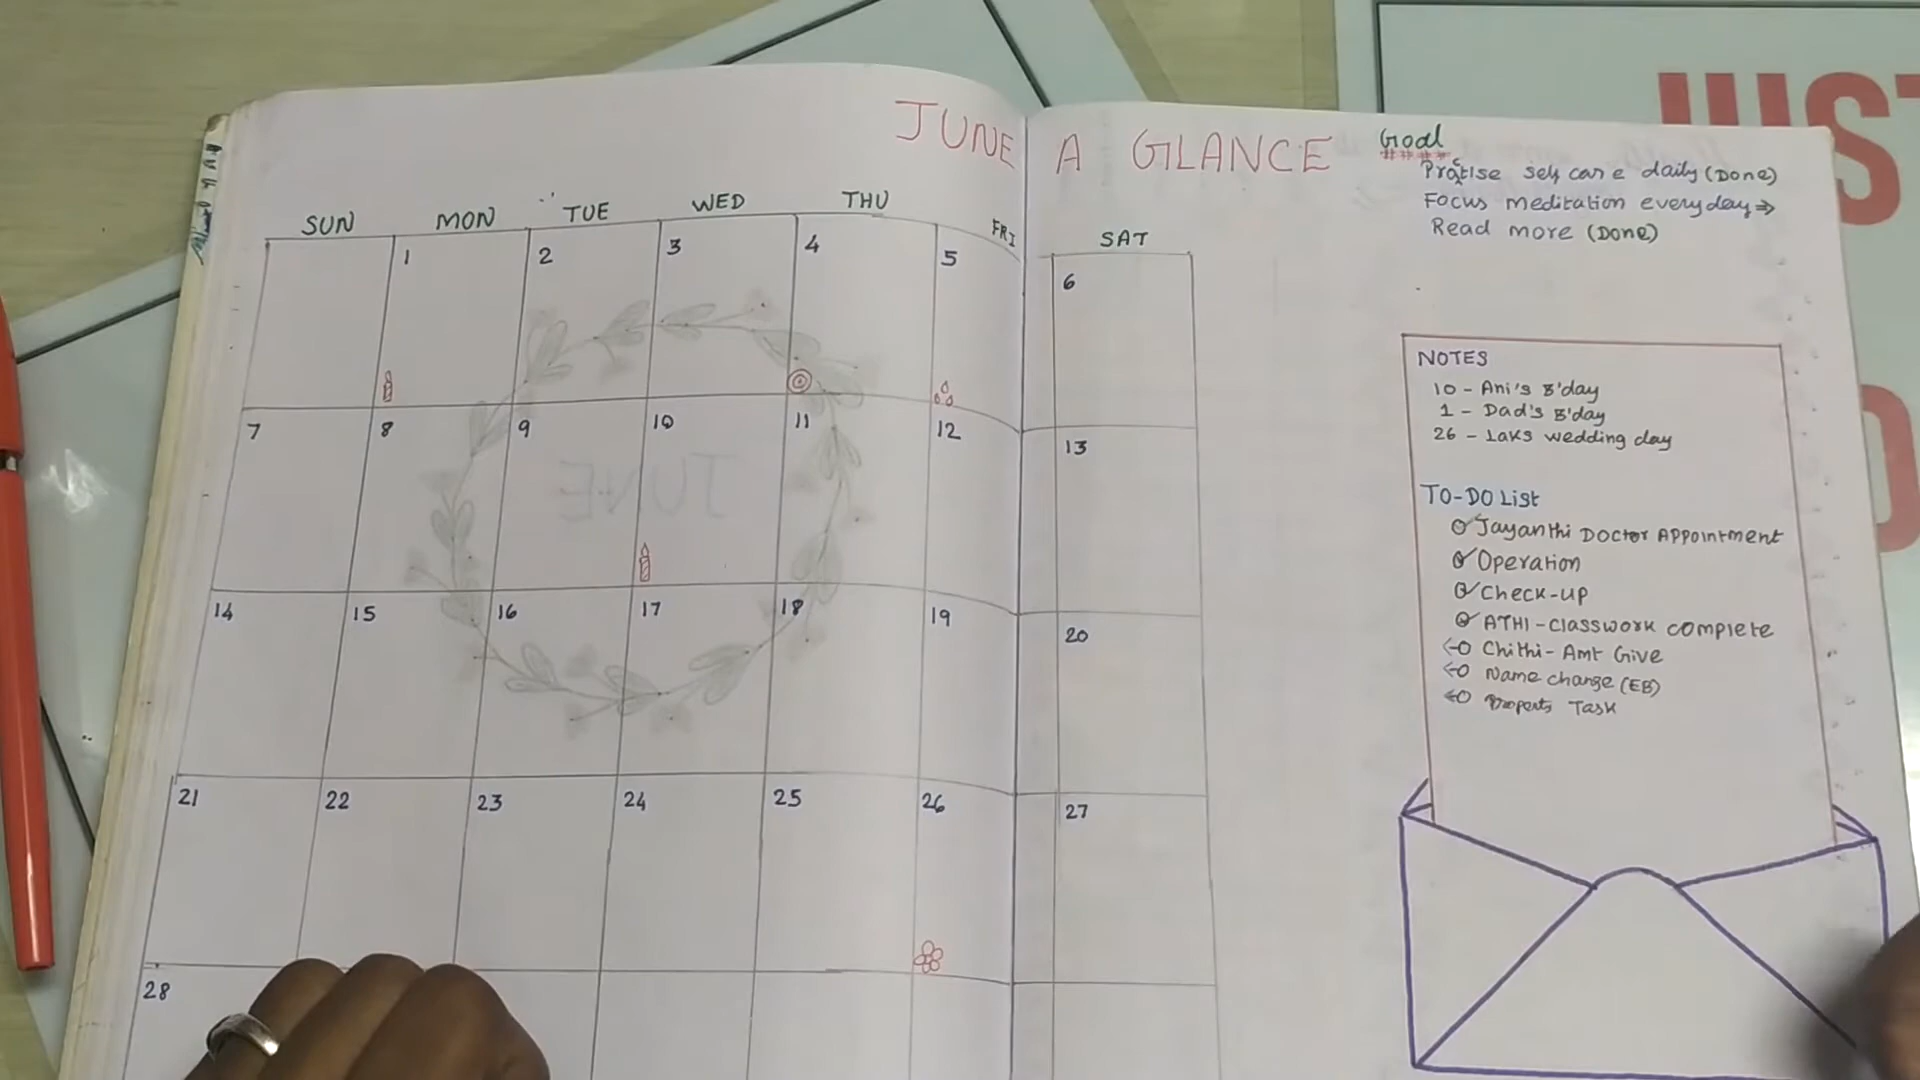 JUNE A GLANCE
SUN MON TUE WED THU FRI SAT
1 2 3 4 5 6
7 8 9 10 11 12 13
14 15 16 17 18 19 20
21 22 23 24 25 26 27
28
JUNE
Goal
Practise self care daily (Done)
Focus meditation everyday ⇒
Read more (Done)
NOTES
10 - Ani's B'day
1 - Dad's B'day
26 - Laks wedding day
TO-DO List
Jayanthi Doctor Appointment
Operation
Check-up
ATHI - Classwork complete
Chithi - Amt Give
Name change (EB)
Task
JUST